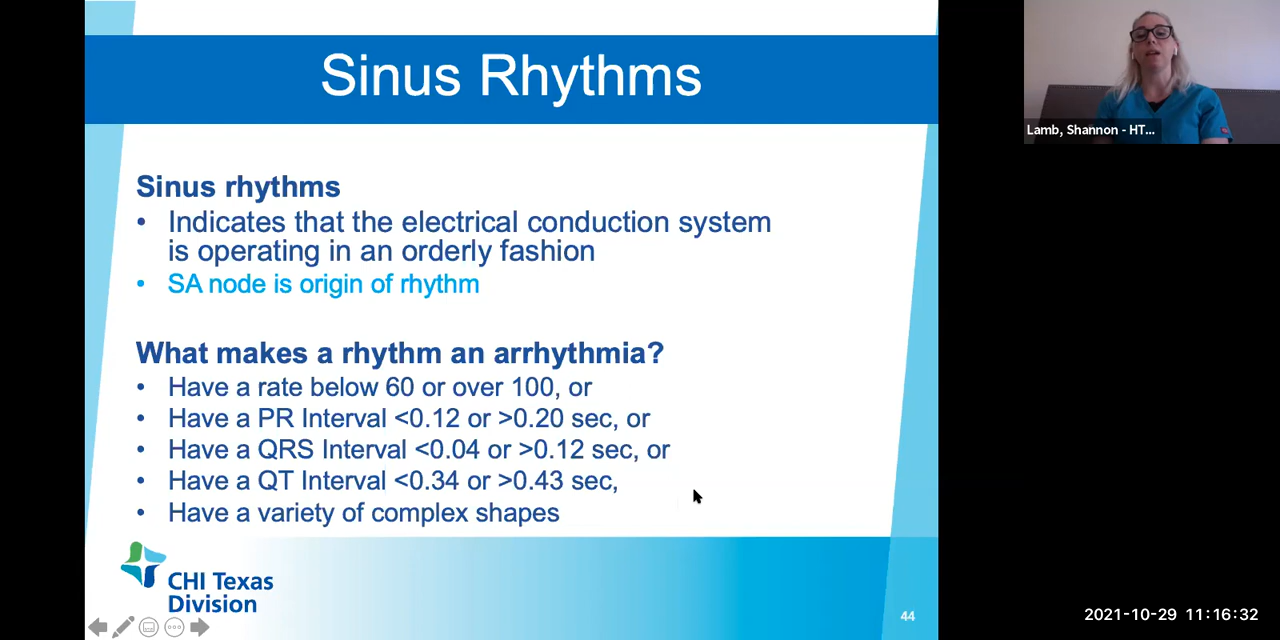 Sinus Rhythms
Lamb, Shannon - HT...
Sinus rhythms
• Indicates that the electrical conduction system
is operating in an orderly fashion
• SA node is origin of rhythm
What makes a rhythm an arrhythmia?
• Have a rate below 60 or over 100, or
• Have a PR Interval <0.12 or >0.20 sec, or
• Have a QRS Interval <0.04 or >0.12 sec, or
• Have a QT Interval <0.34 or >0.43 sec,
• Have a variety of complex shapes
CHI Texas
Division
44
2021-10-29 11:16:32